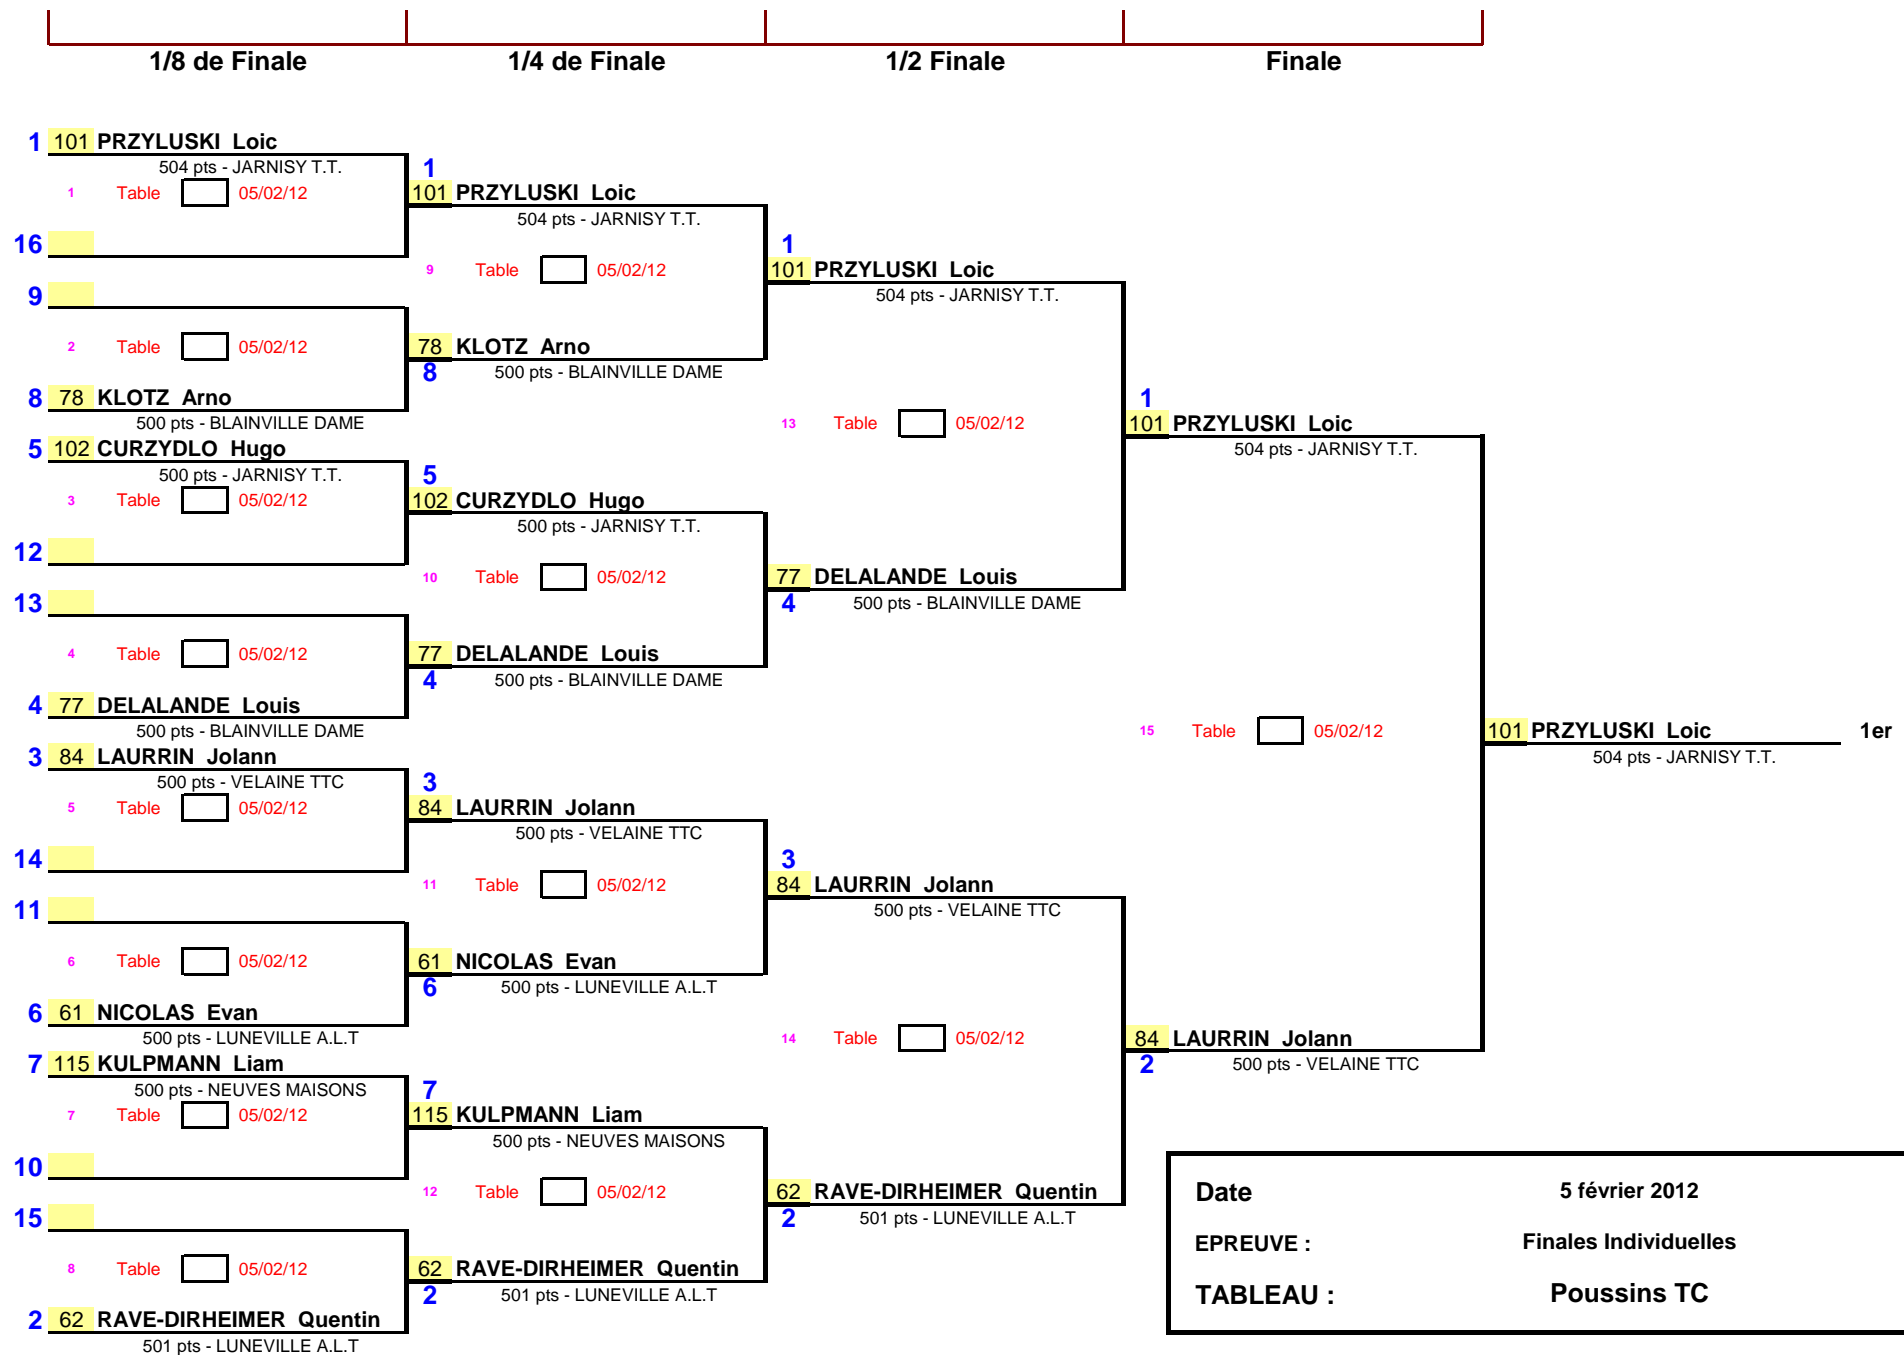 1/8 de Finale 1/4 de Finale 1/2 Finale Finale
1 101 PRZYLUSKI Loic
504 pts - JARNISY T.T.
1 Table 05/02/12
16
9
2 Table 05/02/12
8 78 KLOTZ Arno
500 pts - BLAINVILLE DAME
5 102 CURZYDLO Hugo
500 pts - JARNISY T.T.
3 Table 05/02/12
12
13
4 Table 05/02/12
4 77 DELALANDE Louis
500 pts - BLAINVILLE DAME
3 84 LAURRIN Jolann
500 pts - VELAINE TTC
5 Table 05/02/12
14
11
6 Table 05/02/12
6 61 NICOLAS Evan
500 pts - LUNEVILLE A.L.T
7 115 KULPMANN Liam
500 pts - NEUVES MAISONS
7 Table 05/02/12
10
15
8 Table 05/02/12
2 62 RAVE-DIRHEIMER Quentin
501 pts - LUNEVILLE A.L.T
1
101 PRZYLUSKI Loic
504 pts - JARNISY T.T.
9 Table 05/02/12
78 KLOTZ Arno
8 500 pts - BLAINVILLE DAME
5
102 CURZYDLO Hugo
500 pts - JARNISY T.T.
10 Table 05/02/12
77 DELALANDE Louis
4 500 pts - BLAINVILLE DAME
3
84 LAURRIN Jolann
500 pts - VELAINE TTC
11 Table 05/02/12
61 NICOLAS Evan
6 500 pts - LUNEVILLE A.L.T
7
115 KULPMANN Liam
500 pts - NEUVES MAISONS
12 Table 05/02/12
62 RAVE-DIRHEIMER Quentin
2 501 pts - LUNEVILLE A.L.T
1
101 PRZYLUSKI Loic
504 pts - JARNISY T.T.
13 Table 05/02/12
77 DELALANDE Louis
4 500 pts - BLAINVILLE DAME
3
84 LAURRIN Jolann
500 pts - VELAINE TTC
14 Table 05/02/12
62 RAVE-DIRHEIMER Quentin
2 501 pts - LUNEVILLE A.L.T
1
101 PRZYLUSKI Loic
504 pts - JARNISY T.T.
15 Table 05/02/12
84 LAURRIN Jolann
2 500 pts - VELAINE TTC
101 PRZYLUSKI Loic 1er
504 pts - JARNISY T.T.
Date 5 février 2012
EPREUVE : Finales Individuelles
TABLEAU : Poussins TC